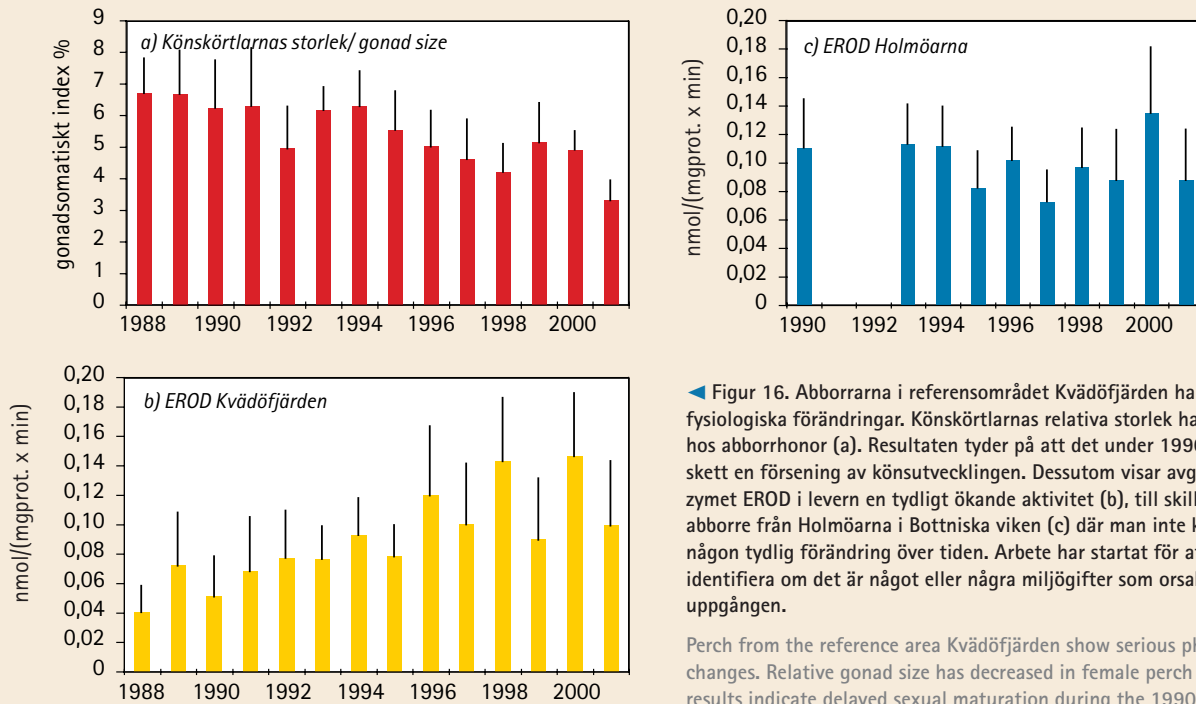 9
8
7
6
5
4
3
2
1
0
gonadsomatiskt index %
a) Könskörtlarnas storlek/ gonad size
1988 1990 1992 1994 1996 1998 2000
0,20
0,18
0,16
0,14
0,12
0,10
0,08
0,06
0,04
0,02
0
nmol/(mgprot. x min)
c) EROD Holmöarna
1990 1992 1994 1996 1998 2000
0,20
0,18
0,16
0,14
0,12
0,10
0,08
0,06
0,04
0,02
0
nmol/(mgprot. x min)
b) EROD Kvädöfjärden
1988 1990 1992 1994 1996 1998 2000
◄ Figur 16. Abborrarna i referensområdet Kvädöfjärden ha
fysiologiska förändringar. Könskörtlarnas relativa storlek ha
hos abborrhonor (a). Resultaten tyder på att det under 1990
skett en försening av könsutvecklingen. Dessutom visar avg
zymet EROD i levern en tydligt ökande aktivitet (b), till skill
abborre från Holmöarna i Bottniska viken (c) där man inte k
någon tydlig förändring över tiden. Arbete har startat för at
identifiera om det är något eller några miljögifter som orsal
uppgången.
Perch from the reference area Kvädöfjärden show serious ph
changes. Relative gonad size has decreased in female perch
results indicate delayed sexual maturation during the 1990